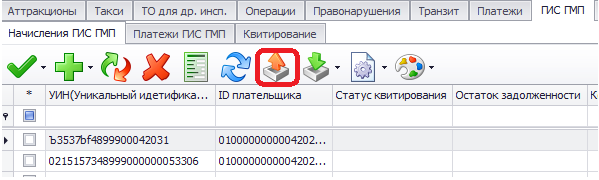 Аттракционы Такси ТО для др. инсп. Операции Правонарушения Транзит Платежи ГИС ГМП
Начисления ГИС ГМП Платежи ГИС ГМП Квитирование
* УИН(Уникальный идетифика... ID плательщика Статус квитирования Остаток задолженности К
Ъ3537bf4899900042031 0100000000004202...
0215157348999000000053306 0100000000004202...